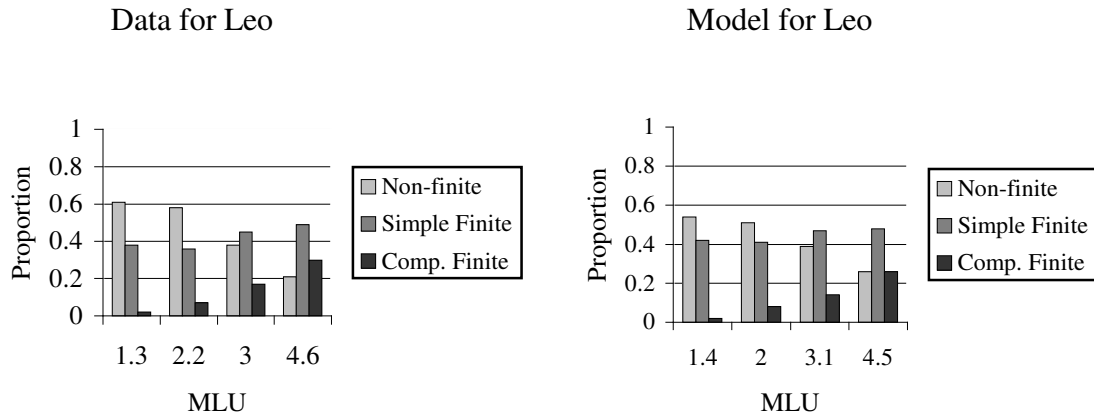 Data for Leo
Proportion
1
0.8
0.6
0.4
0.2
0
1.3 2.2 3 4.6
MLU
Non-finite
Simple Finite
Comp. Finite
Model for Leo
Proportion
1
0.8
0.6
0.4
0.2
0
1.4 2 3.1 4.5
MLU
Non-finite
Simple Finite
Comp. Finite